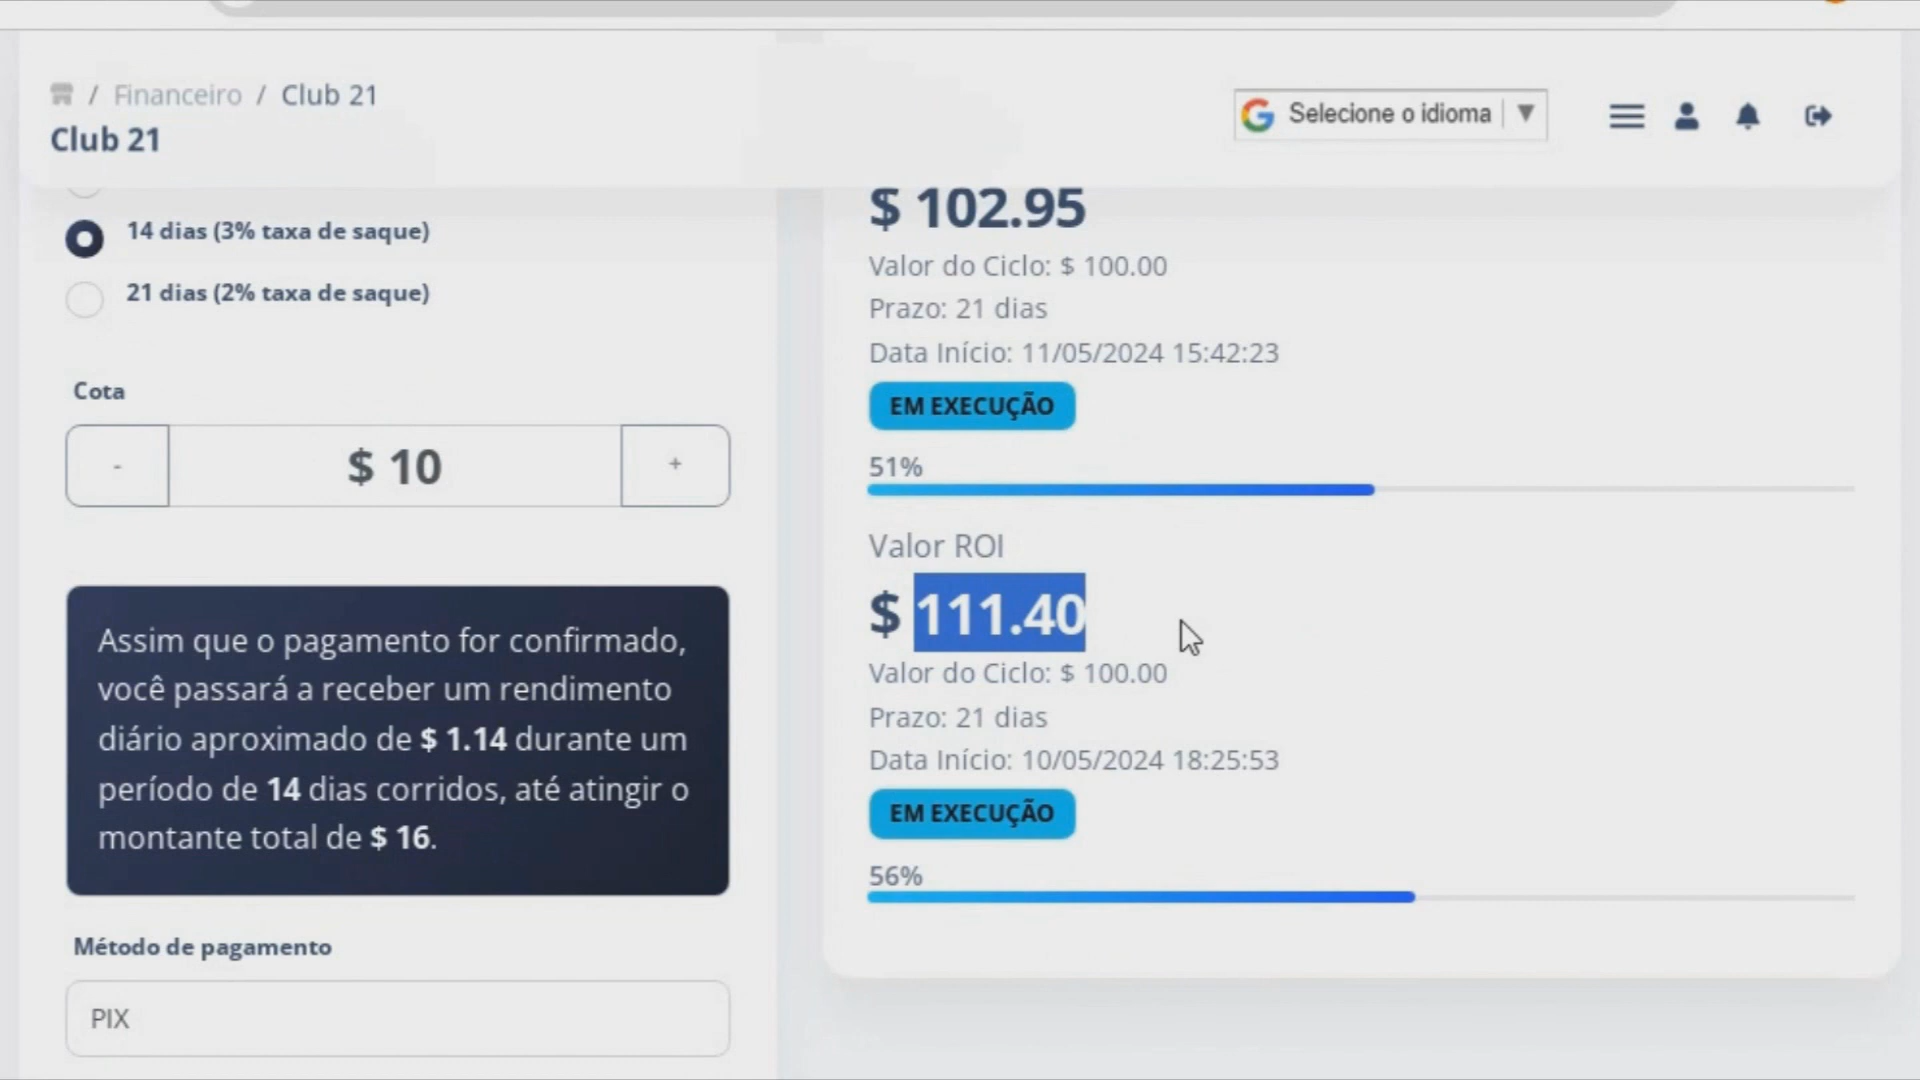 / Financeiro / Club 21
Club 21
Selecione o idioma ▼
14 dias (3% taxa de saque)
21 dias (2% taxa de saque)
Cota
- $ 10 +
Assim que o pagamento for confirmado,
você passará a receber um rendimento
diário aproximado de $ 1.14 durante um
período de 14 dias corridos, até atingir o
montante total de $ 16.
Método de pagamento
PIX
$ 102.95
Valor do Ciclo: $ 100.00
Prazo: 21 dias
Data Início: 11/05/2024 15:42:23
EM EXECUÇÃO
51%
Valor ROI
$ 111.40
Valor do Ciclo: $ 100.00
Prazo: 21 dias
Data Início: 10/05/2024 18:25:53
EM EXECUÇÃO
56%